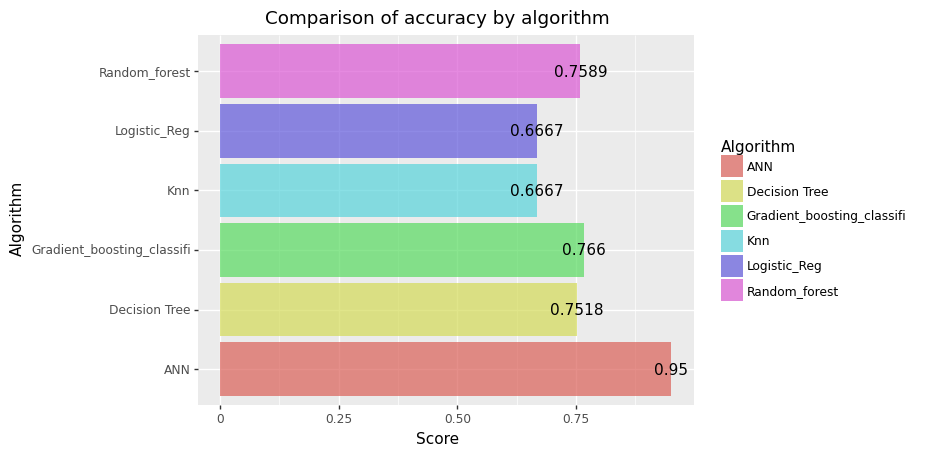 Comparison of accuracy by algorithm
Algorithm
Random_forest
0.7589
Logistic_Reg
0.6667
Knn
0.6667
Gradient_boosting_classifi
0.766
Decision Tree
0.7518
ANN
0.95
0
0.25
0.50
0.75
Score
Algorithm
ANN
Decision Tree
Gradient_boosting_classifi
Knn
Logistic_Reg
Random_forest